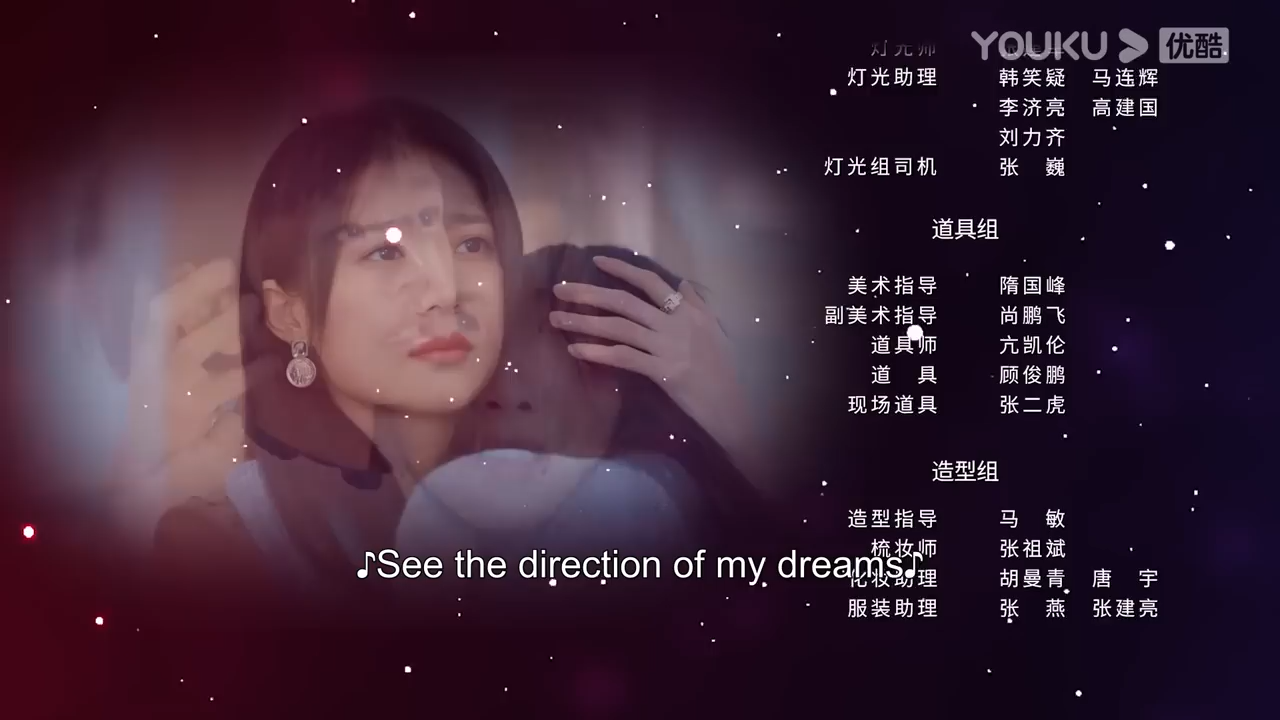 YOUKU 优酷
灯光师
灯光助理 韩笑疑 马连辉
李济亮 高建国
刘力齐
灯光组司机 张 巍
道具组
美术指导 隋国峰
副美术指导 尚鹏飞
道具师 亢凯伦
道 具 顾俊鹏
现场道具 张二虎
造型组
造型指导 马 敏
梳妆师 张祖斌
♪See the direction of my dreams♪
化妆助理 胡曼青 唐 宇
服装助理 张 燕 张建亮